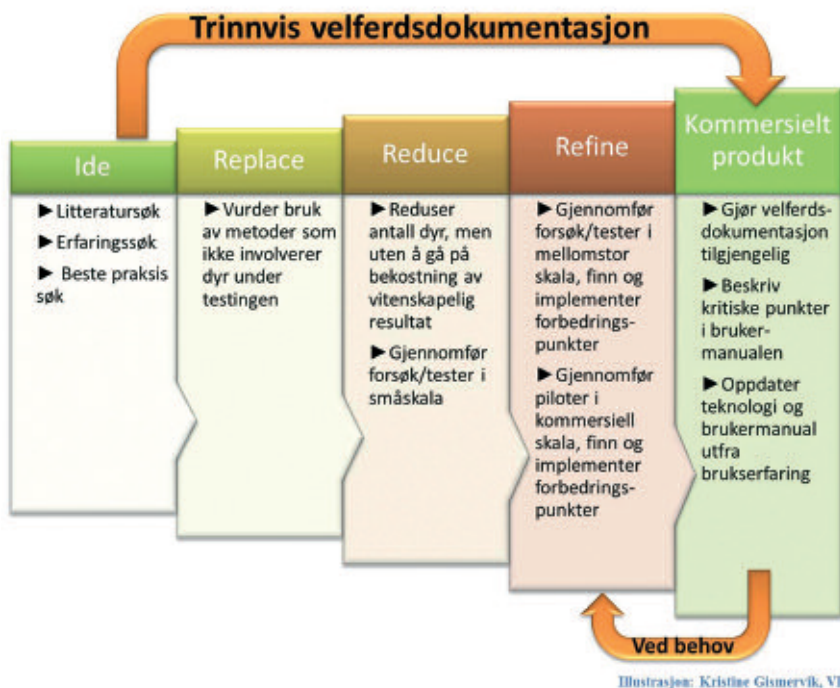 Trinnvis velferdsdokumentasjon
Ide
►Litteratursøk
►Erfaringssøk
► Beste praksis
søk
Replace
►Vurder bruk
av metoder som
ikke involverer
dyr under
testingen
Reduce
►Reduser
antall dyr, men
uten å gå på
bekostning av
vitenskapelig
resultat
►Gjennomfør
forsøk/tester i
småskala
Refine
►Gjennomfør
forsøk/tester i
mellomstor
skala, finn og
implementer
forbedrings-
punkter
►Gjennomfør
piloter i
kommersiell
skala, finn og
implementer
forbedrings-
punkter
Kommersielt
produkt
►Gjør velferds-
dokumentasjon
tilgjengelig
►Beskriv
kritiske punkter
i bruker-
manualen
►Oppdater
teknologi og
brukermanual
utfra
brukserfaring
Ved behov
Illustrasjon: Kristine Gismervik,